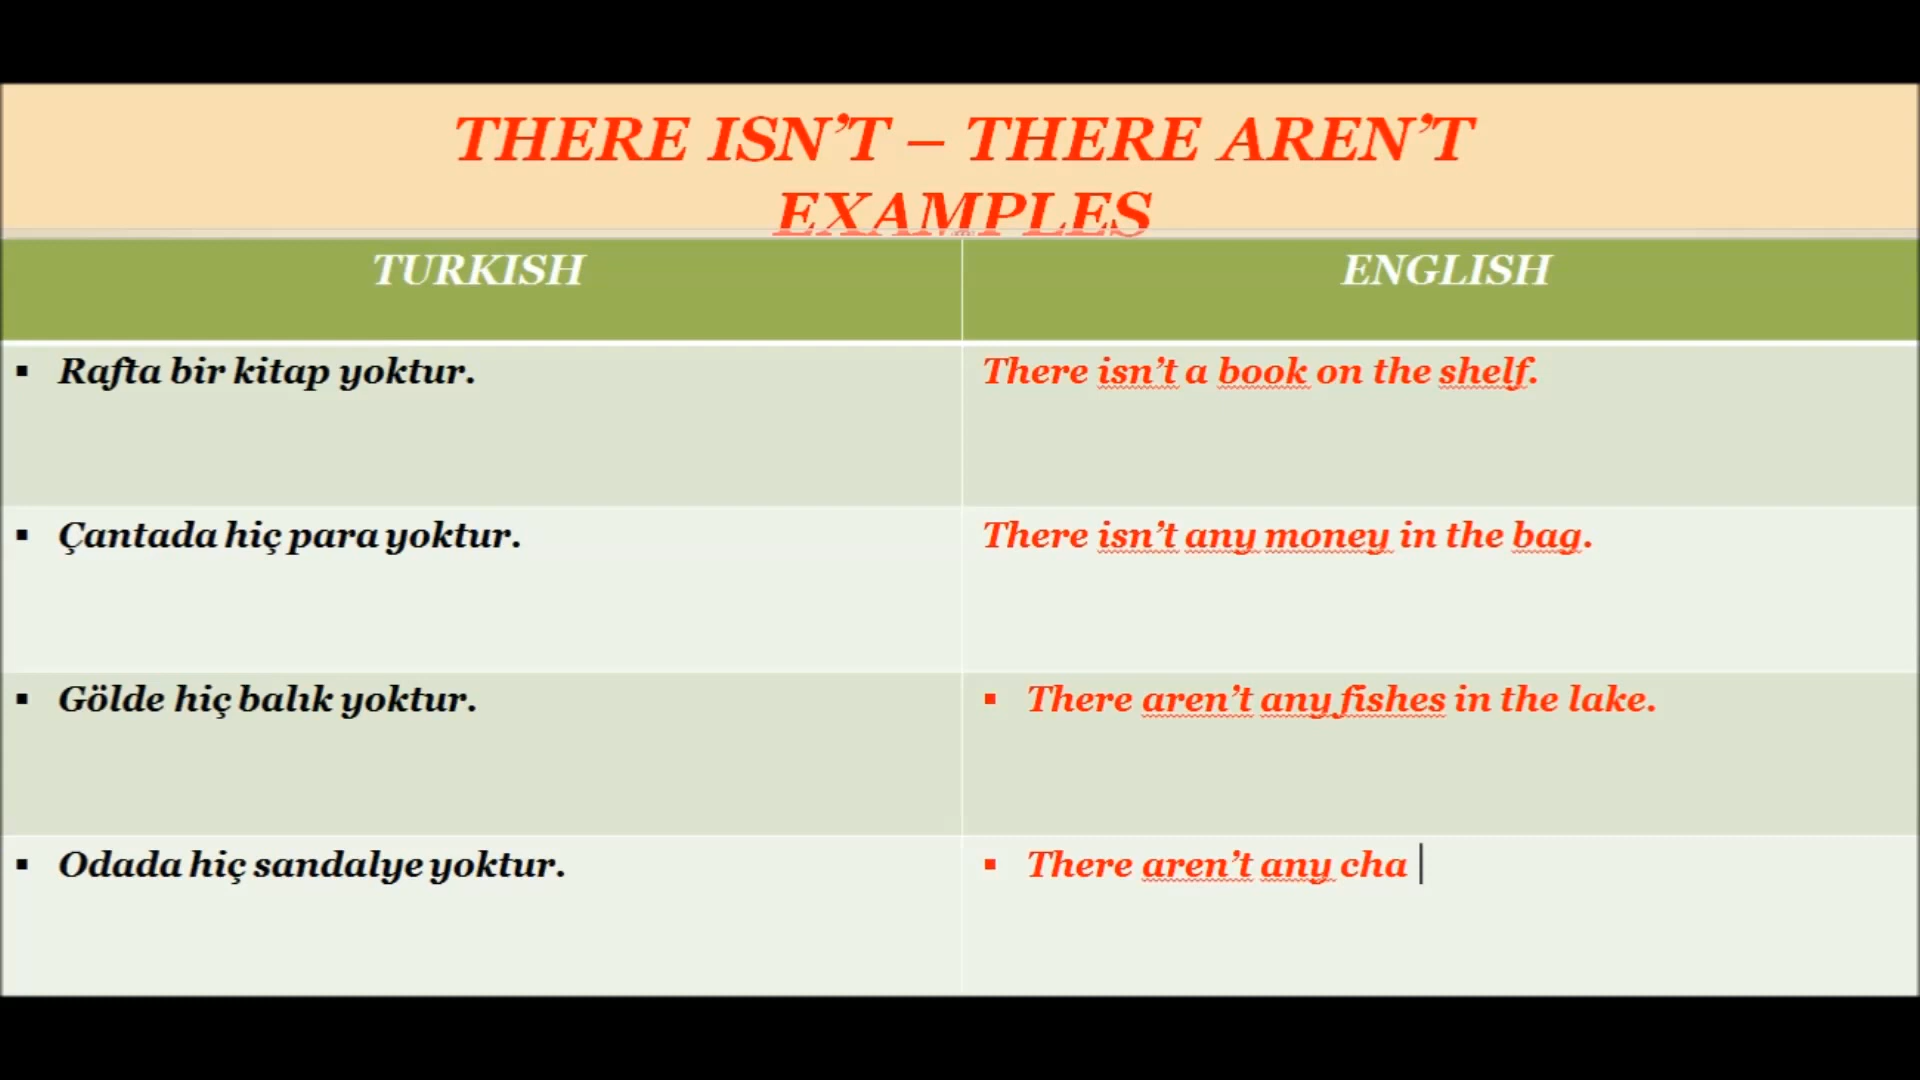 THERE ISN’T – THERE AREN’T
EXAMPLES
TURKISH
ENGLISH
▪ Rafta bir kitap yoktur.
There isn’t a book on the shelf.
▪ Çantada hiç para yoktur.
There isn’t any money in the bag.
▪ Gölde hiç balık yoktur.
▪ There aren’t any fishes in the lake.
▪ Odada hiç sandalye yoktur.
▪ There aren’t any cha